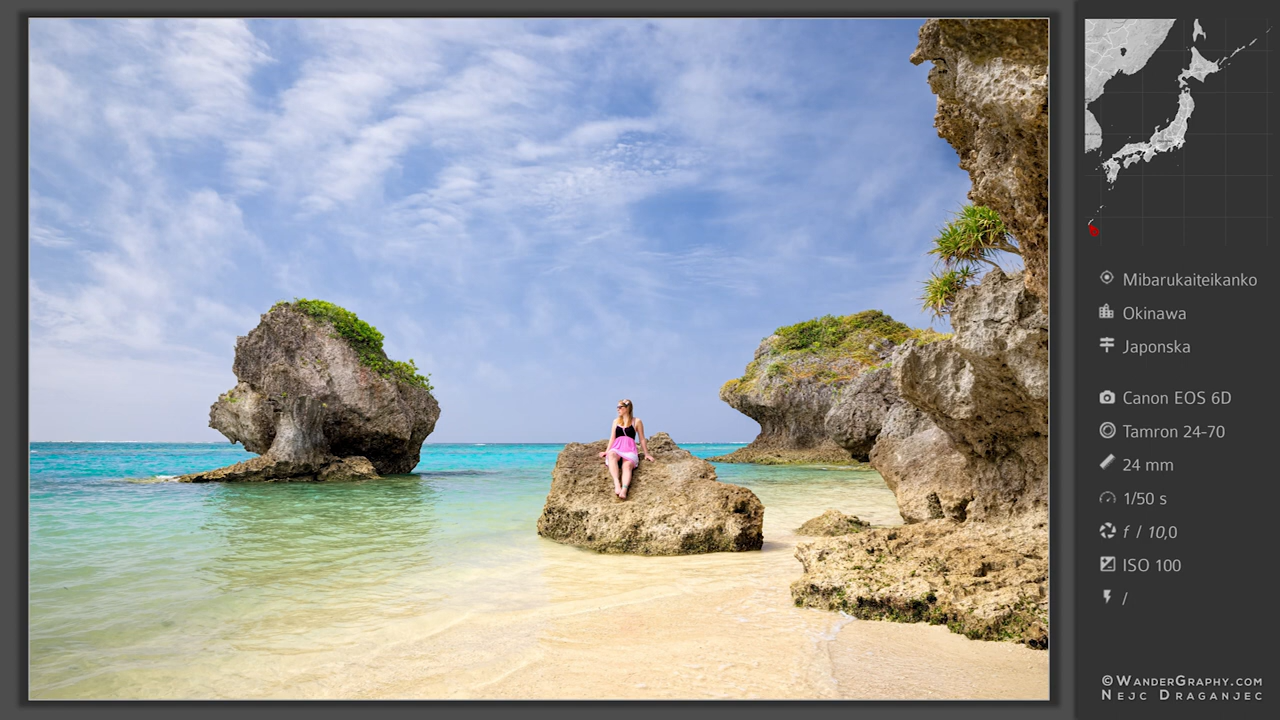 Mibarukaiteikanko
Okinawa
Japonska
Canon EOS 6D
Tamron 24-70
24 mm
1/50 s
f / 10,0
ISO 100
/
©WanderGraphy.com
Nejc Draganjec